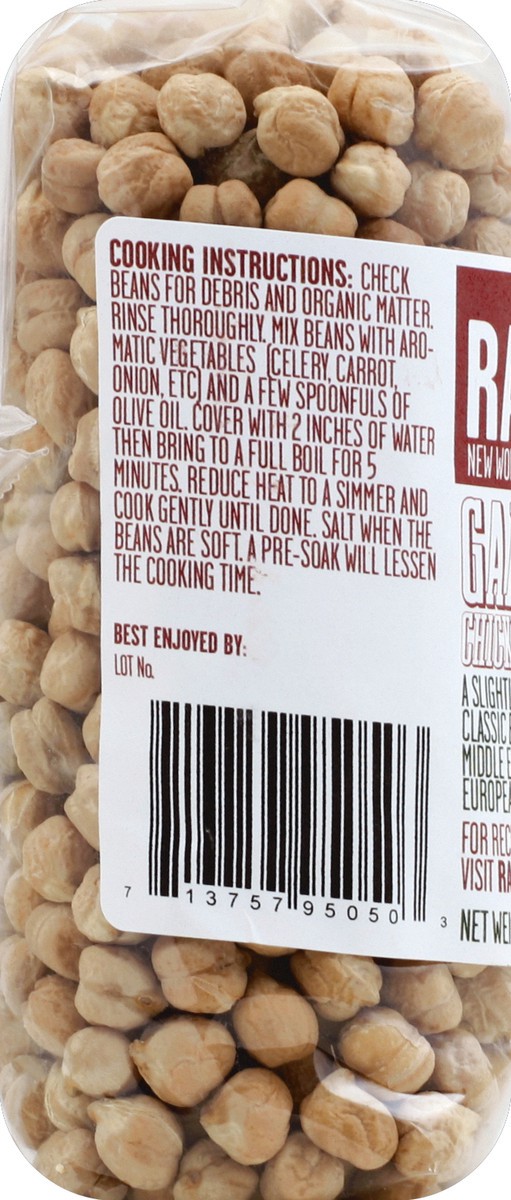 COOKING INSTRUCTIONS: CHECK
BEANS FOR DEBRIS AND ORGANIC MATTER.
RINSE THOROUGHLY. MIX BEANS WITH ARO-
MATIC VEGETABLES (CELERY, CARROT,
ONION, ETC) AND A FEW SPOONFULS OF
OLIVE OIL. COVER WITH 2 INCHES OF WATER
THEN BRING TO A FULL BOIL FOR 5
MINUTES. REDUCE HEAT TO A SIMMER AND
COOK GENTLY UNTIL DONE. SALT WHEN THE
BEANS ARE SOFT. A PRE-SOAK WILL LESSEN
THE COOKING TIME.
BEST ENJOYED BY:
LOT No.
7 13757 95050 3
RA
NEW WO
GA
CHICK
A SLIGHT
CLASSIC
MIDDLE E
EUROPEA
FOR REC
VISIT RA
NET WEI